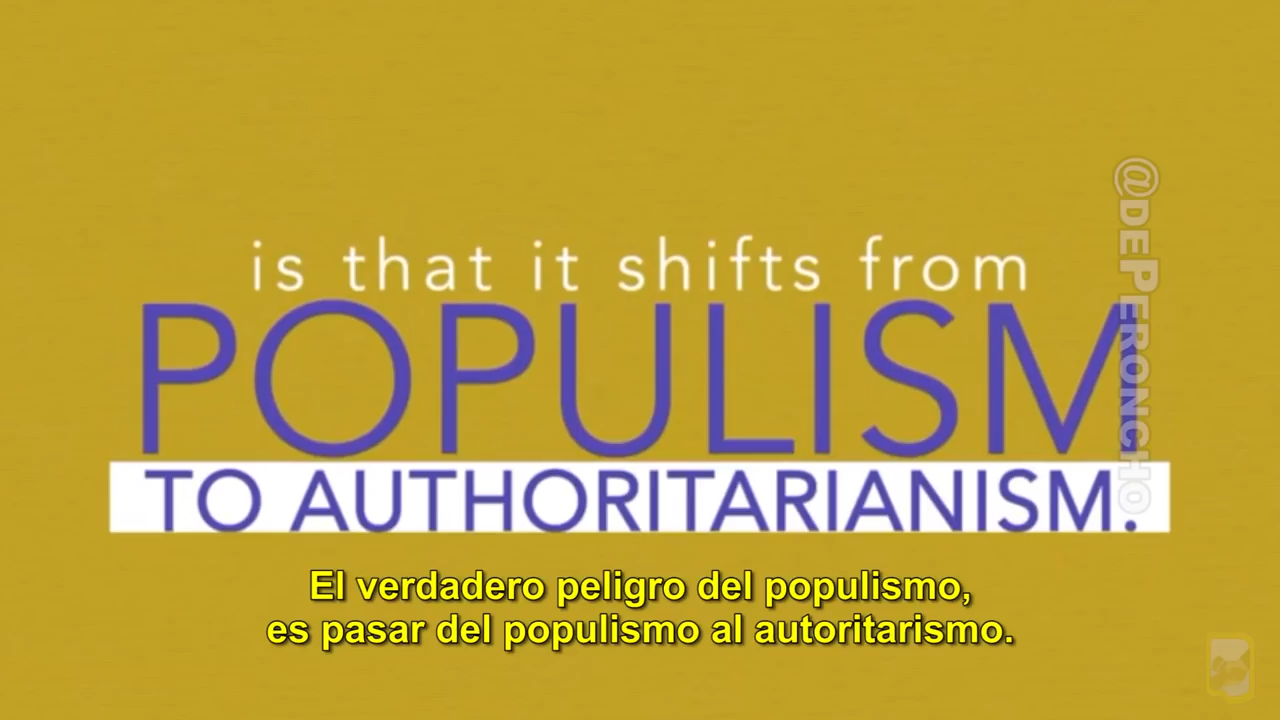 is that it shifts from
POPULISM
TO AUTHORITARIANISM.
@DEPERONCHO
El verdadero peligro del populismo,
es pasar del populismo al autoritarismo.